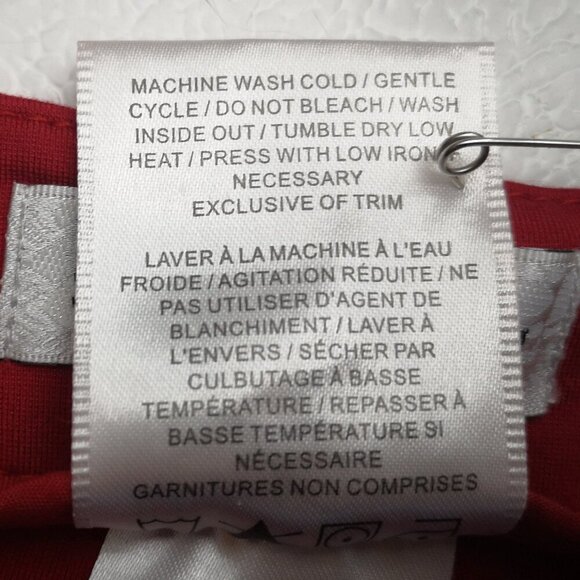 MACHINE WASH COLD / GENTLE
CYCLE / DO NOT BLEACH / WASH
INSIDE OUT / TUMBLE DRY LOW
HEAT / PRESS WITH LOW IRON
NECESSARY
EXCLUSIVE OF TRIM
LAVER À LA MACHINE À L'EAU
FROIDE / AGITATION RÉDUITE / NE
PAS UTILISER D'AGENT DE
BLANCHIMENT / LAVER À
L'ENVERS / SÉCHER PAR
CULBUTAGE À BASSE
TEMPÉRATURE / REPASSER À
BASSE TEMPÉRATURE SI
NÉCESSAIRE
GARNITURES NON COMPRISES